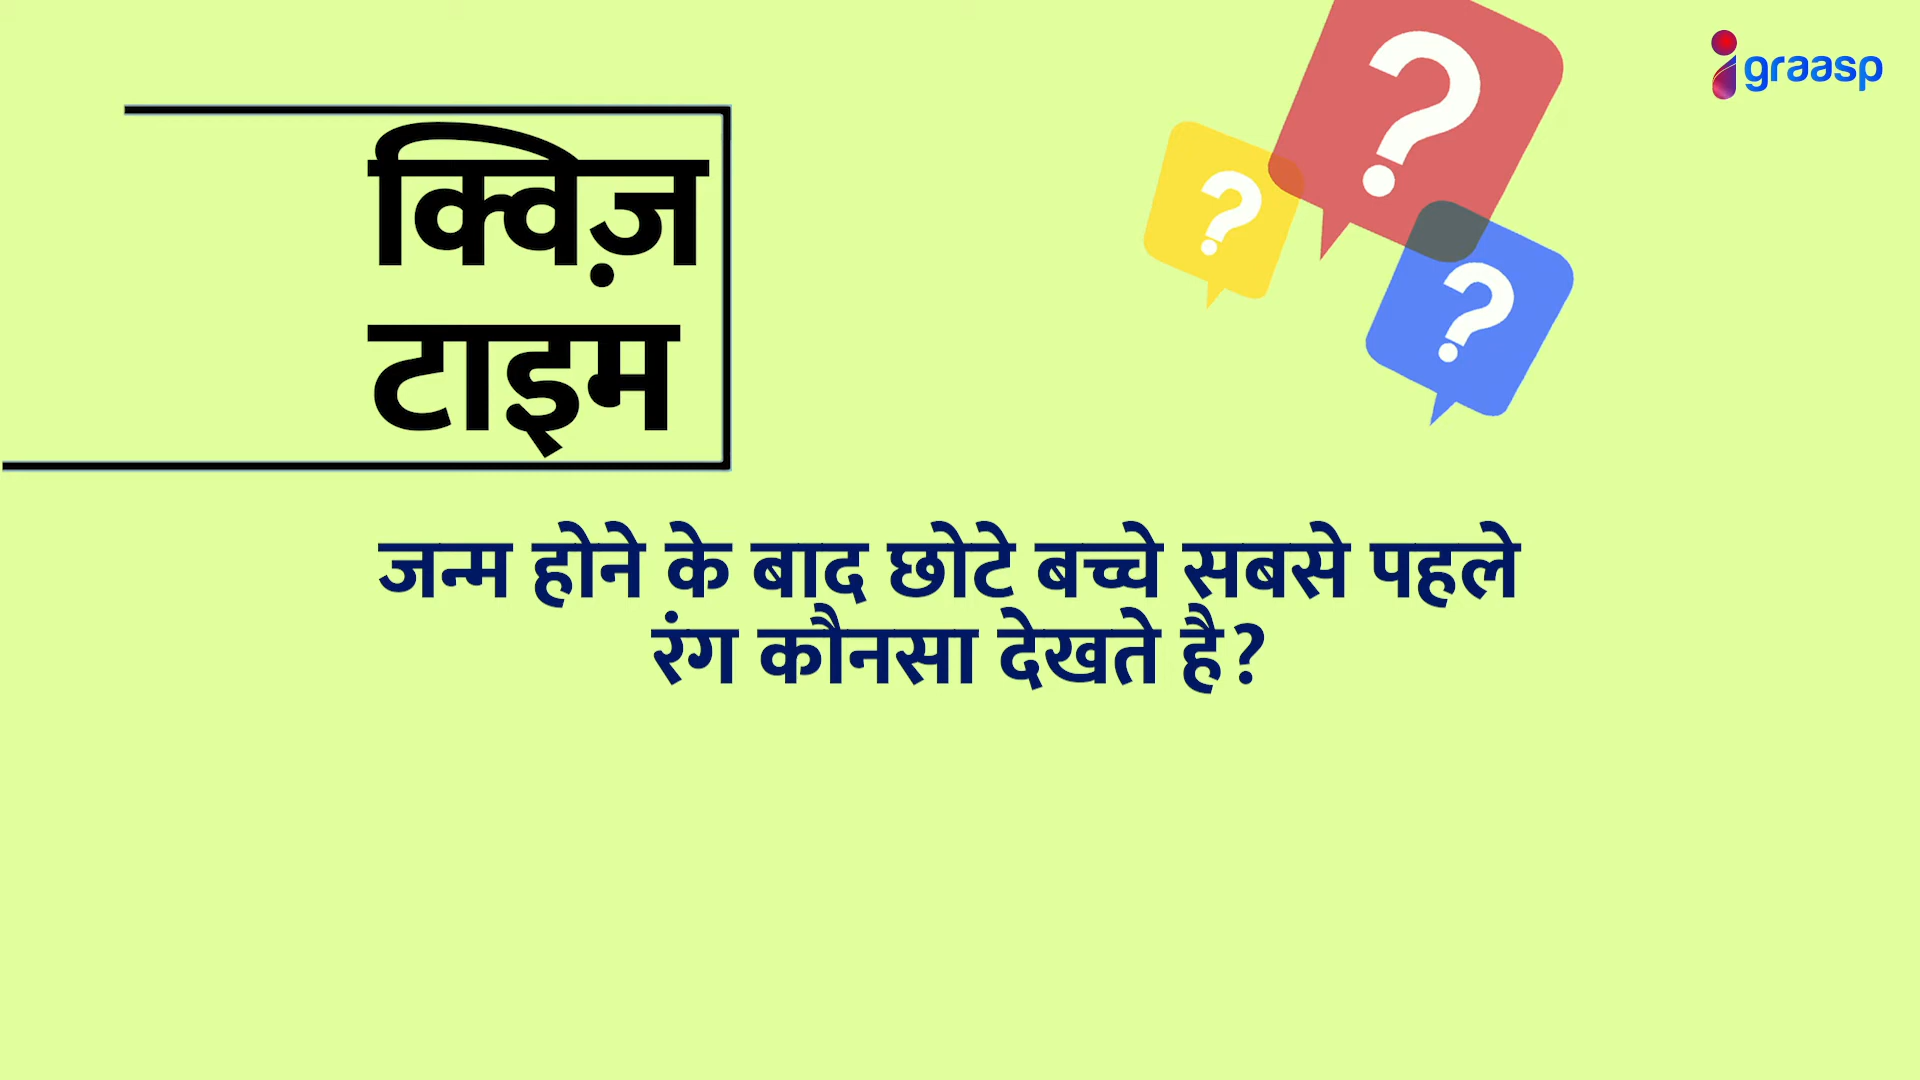 graasp
क्विज़
टाइम
जन्म होने के बाद छोटे बच्चे सबसे पहले
रंग कौनसा देखते है?